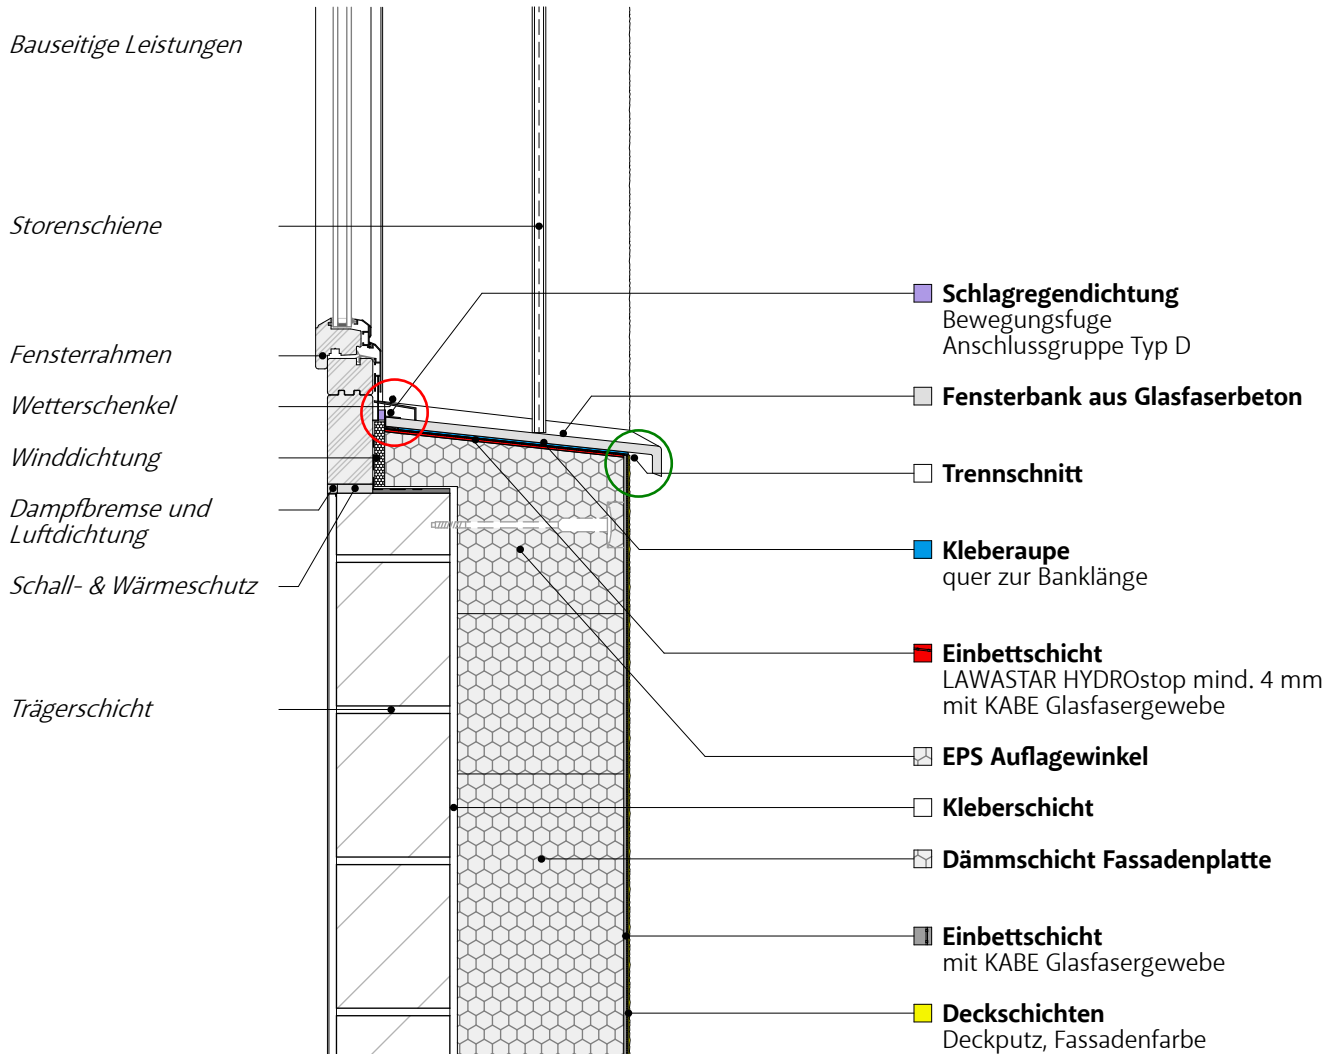 Bauseitige Leistungen
Storenschiene
Fensterrahmen
Wetterschenkel
Winddichtung
Dampfbremse und
Luftdichtung
Schall- & Wärmeschutz
Trägerschicht
Schlagregendichtung
Bewegungsfuge
Anschlussgruppe Typ D
Fensterbank aus Glasfaserbeton
Trennschnitt
Kleberaupe
quer zur Banklänge
Einbettschicht
LAWASTAR HYDROstop mind. 4 mm
mit KABE Glasfasergewebe
EPS Auflagewinkel
Kleberschicht
Dämmschicht Fassadenplatte
Einbettschicht
mit KABE Glasfasergewebe
Deckschichten
Deckputz, Fassadenfarbe